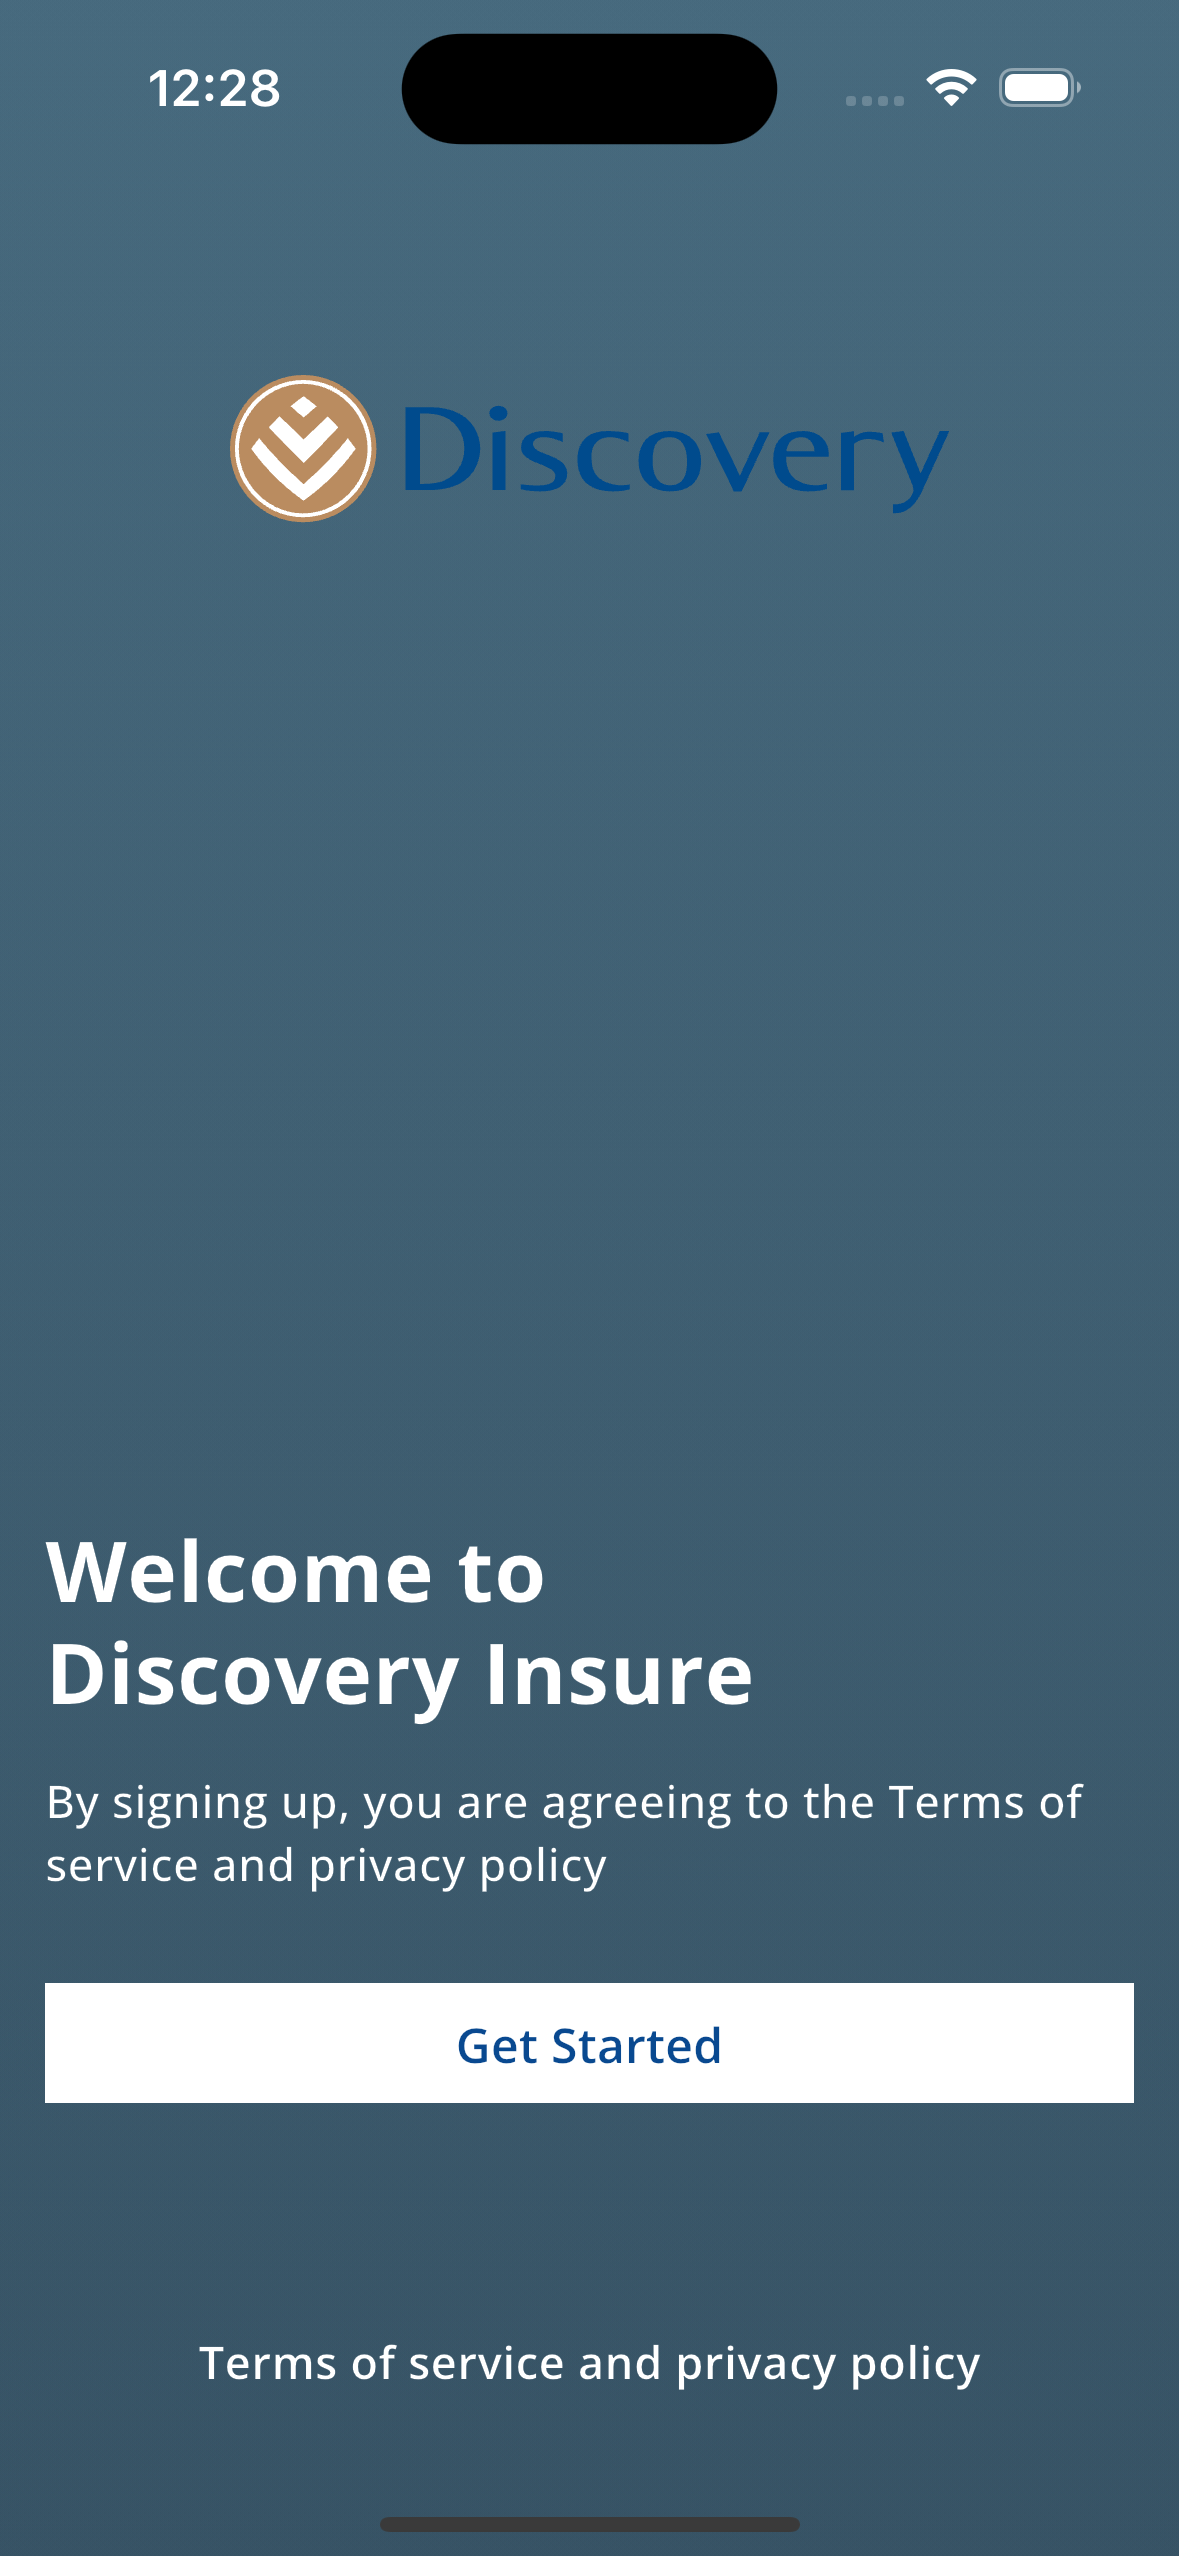 12:28
Discovery
Welcome to
Discovery Insure
By signing up, you are agreeing to the Terms of
service and privacy policy
Get Started
Terms of service and privacy policy